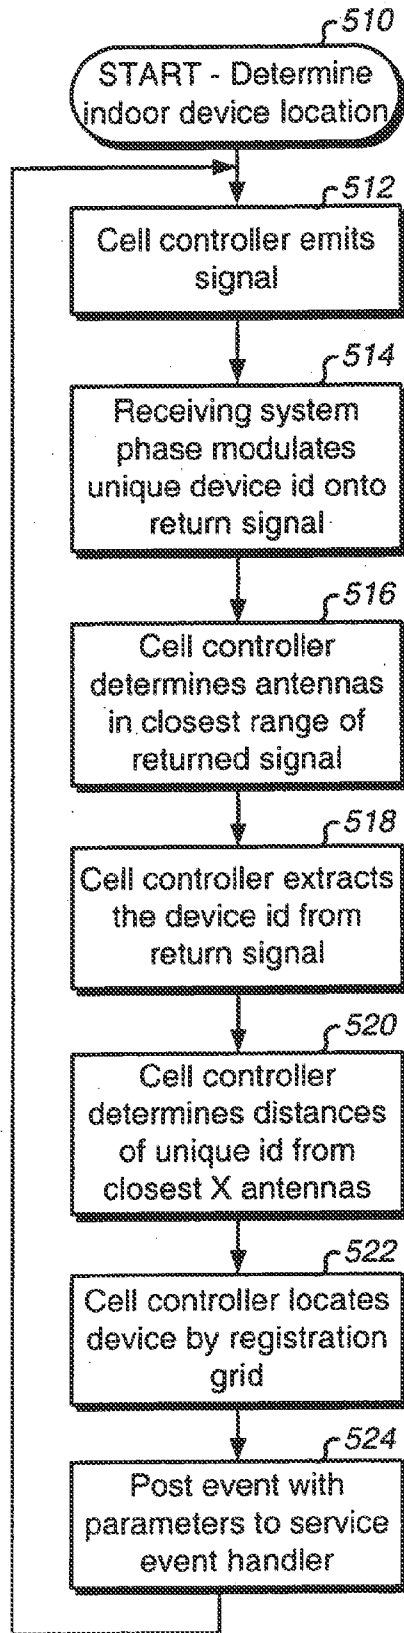 510
START - Determine
indoor device location
512
Cell controller emits
signal
514
Receiving system
phase modulates
unique device id onto
return signal
516
Cell controller
determines antennas
in closest range of
returned signal
518
Cell controller extracts
the device id from
return signal
520
Cell controller
determines distances
of unique id from
closest X antennas
522
Cell controller locates
device by registration
grid
524
Post event with
parameters to service
event handler